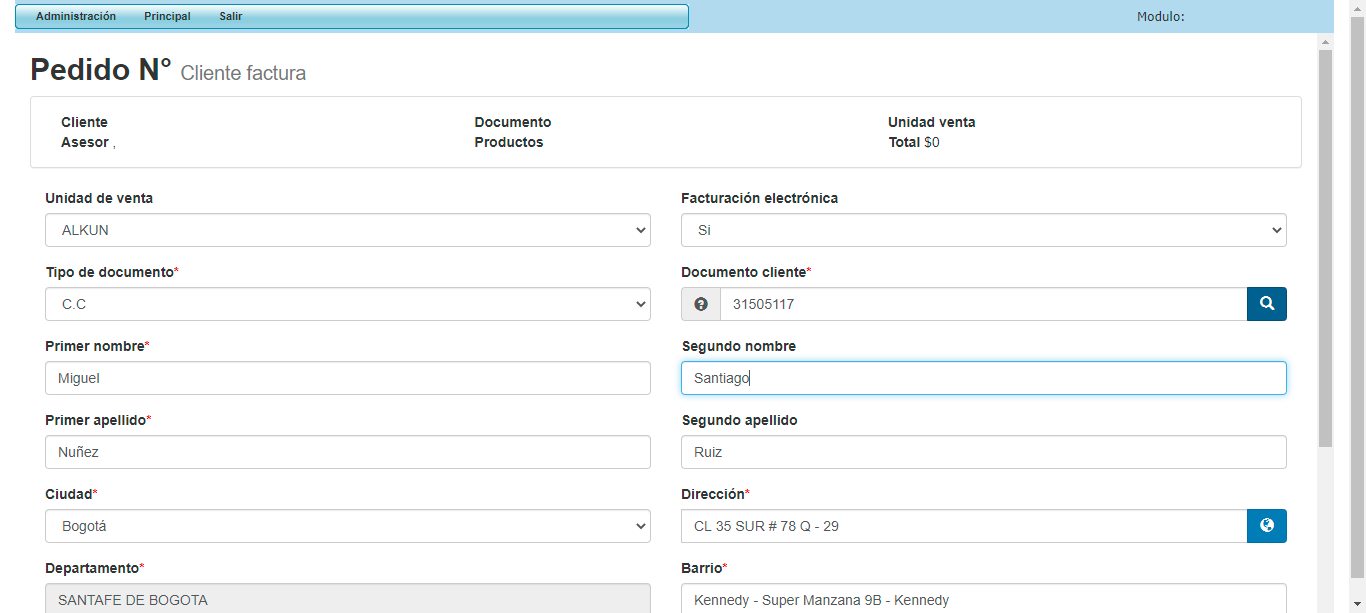 Administración Principal Salir Modulo:
Pedido N° Cliente factura
Cliente Documento Unidad venta
Asesor , Productos Total $0
Unidad de venta Facturación electrónica
ALKUN Si
Tipo de documento* Documento cliente*
C.C 31505117
Primer nombre* Segundo nombre
Miguel Santiago
Primer apellido* Segundo apellido
Nuñez Ruiz
Ciudad* Dirección*
Bogotá CL 35 SUR # 78 Q - 29
Departamento* Barrio*
SANTAFE DE BOGOTA Kennedy - Super Manzana 9B - Kennedy